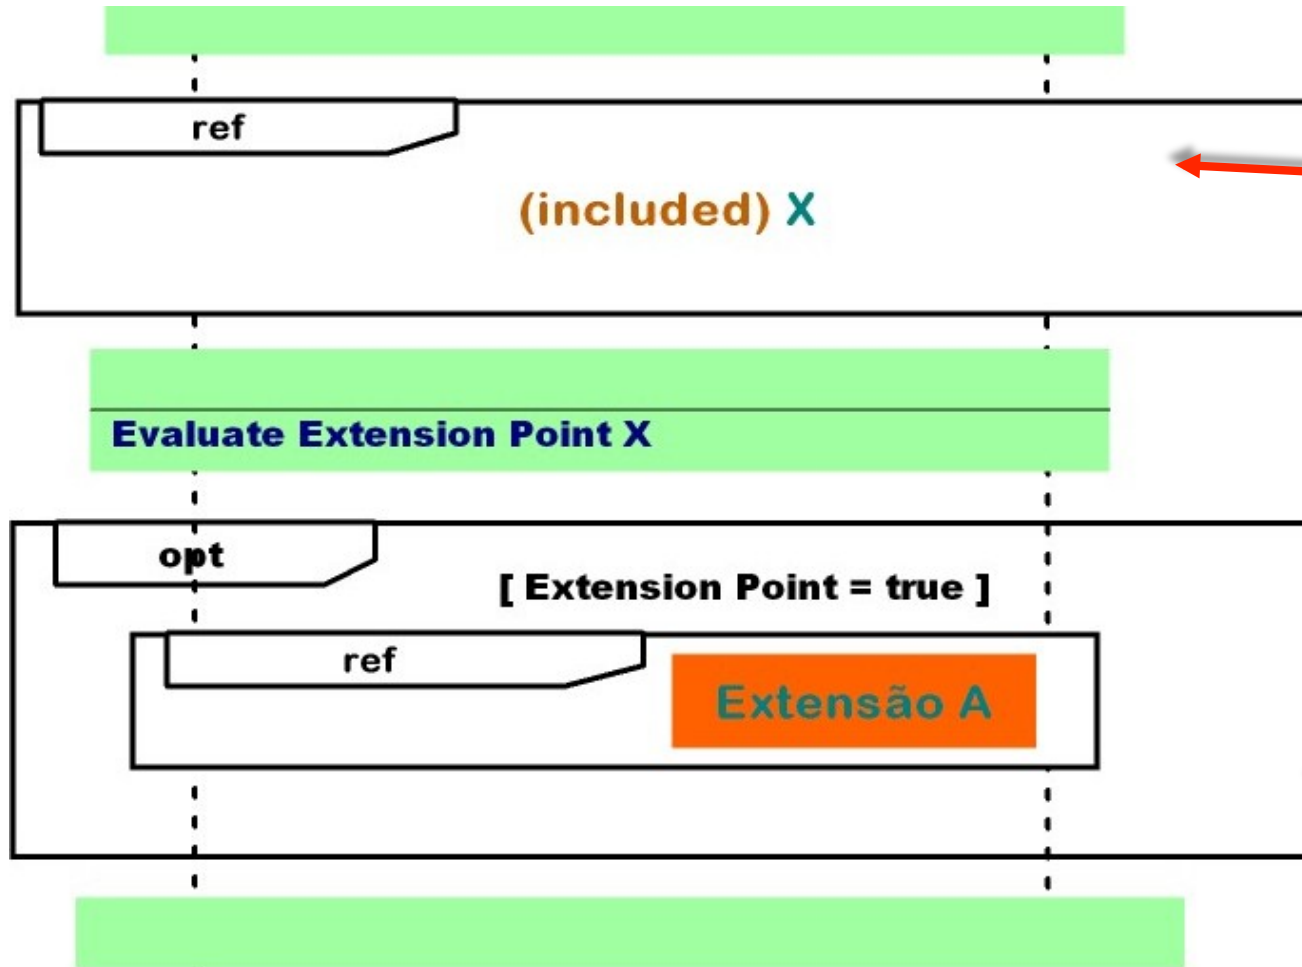 ref
(included) X
Evaluate Extension Point X
opt
[ Extension Point = true ]
ref
Extensão A